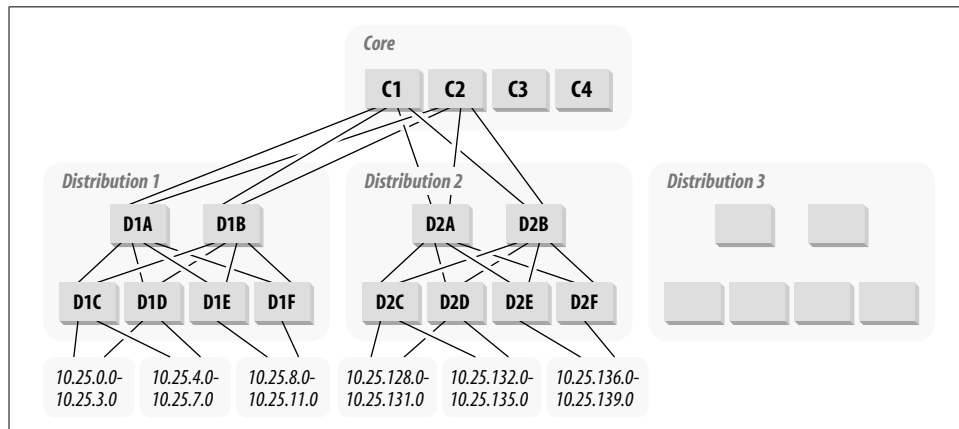 Core
C1 C2 C3 C4
Distribution 1 Distribution 2 Distribution 3
D1A D1B D2A D2B
D1C D1D D1E D1F D2C D2D D2E D2F
10.25.0.0- 10.25.4.0- 10.25.8.0- 10.25.128.0- 10.25.132.0- 10.25.136.0-
10.25.3.0 10.25.7.0 10.25.11.0 10.25.131.0 10.25.135.0 10.25.139.0